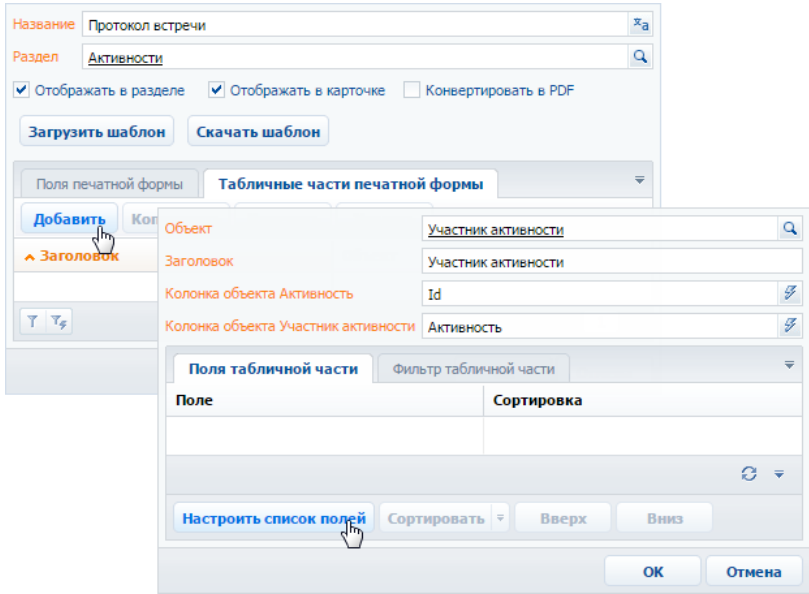 Название Протокол встречи
Раздел Активности
Отображать в разделе Отображать в карточке Конвертировать в PDF
Загрузить шаблон Скачать шаблон
Поля печатной формы Табличные части печатной формы
Добавить
Заголовок
Объект Участник активности
Заголовок Участник активности
Колонка объекта Активность Id
Колонка объекта Участник активности Активность
Поля табличной части Фильтр табличной части
Поле Сортировка
Настроить список полей Сортировать Вверх Вниз
ОК Отмена